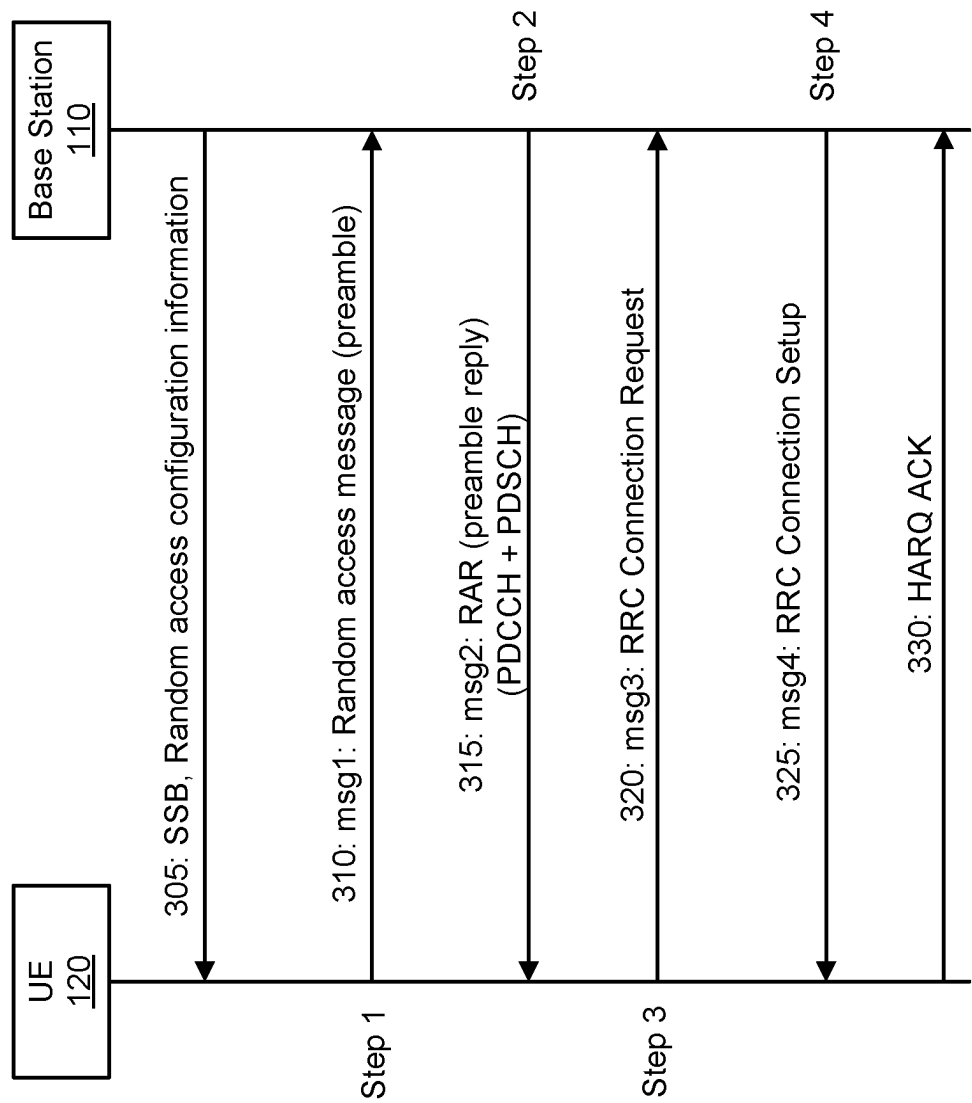 UE
120
Base Station
110
305: SSB, Random access configuration information
Step 1
310: msg1: Random access message (preamble)
315: msg2: RAR (preamble reply)
(PDCCH + PDSCH)
Step 2
Step 3
320: msg3: RRC Connection Request
325: msg4: RRC Connection Setup
Step 4
330: HARQ ACK